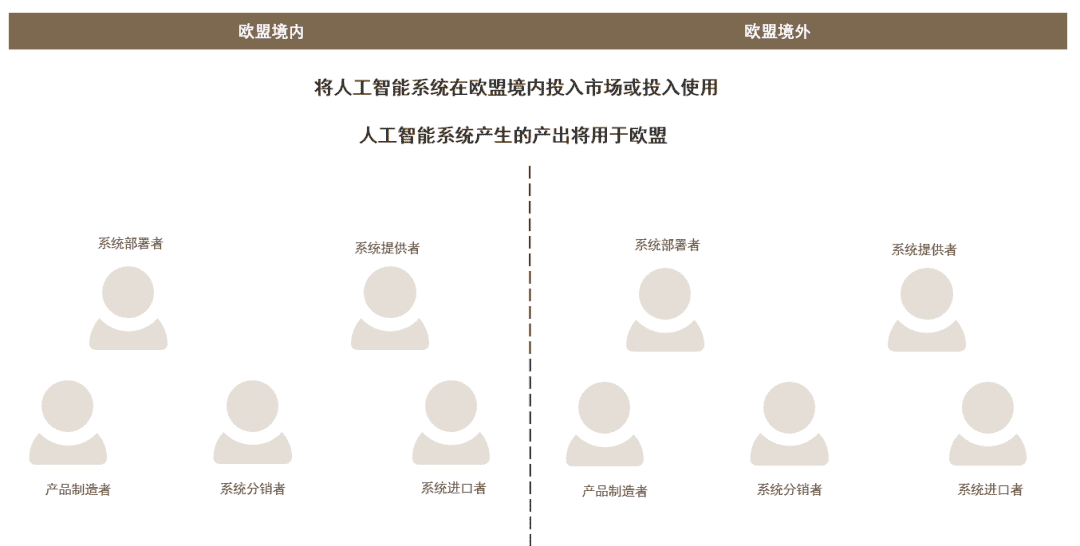 欧盟境内
欧盟境外
将人工智能系统在欧盟境内投入市场或投入使用
人工智能系统产生的产出将用于欧盟
系统部署者
系统提供者
系统部署者
系统提供者
产品制造者
系统分销者
系统进口者
产品制造者
系统分销者
系统进口者